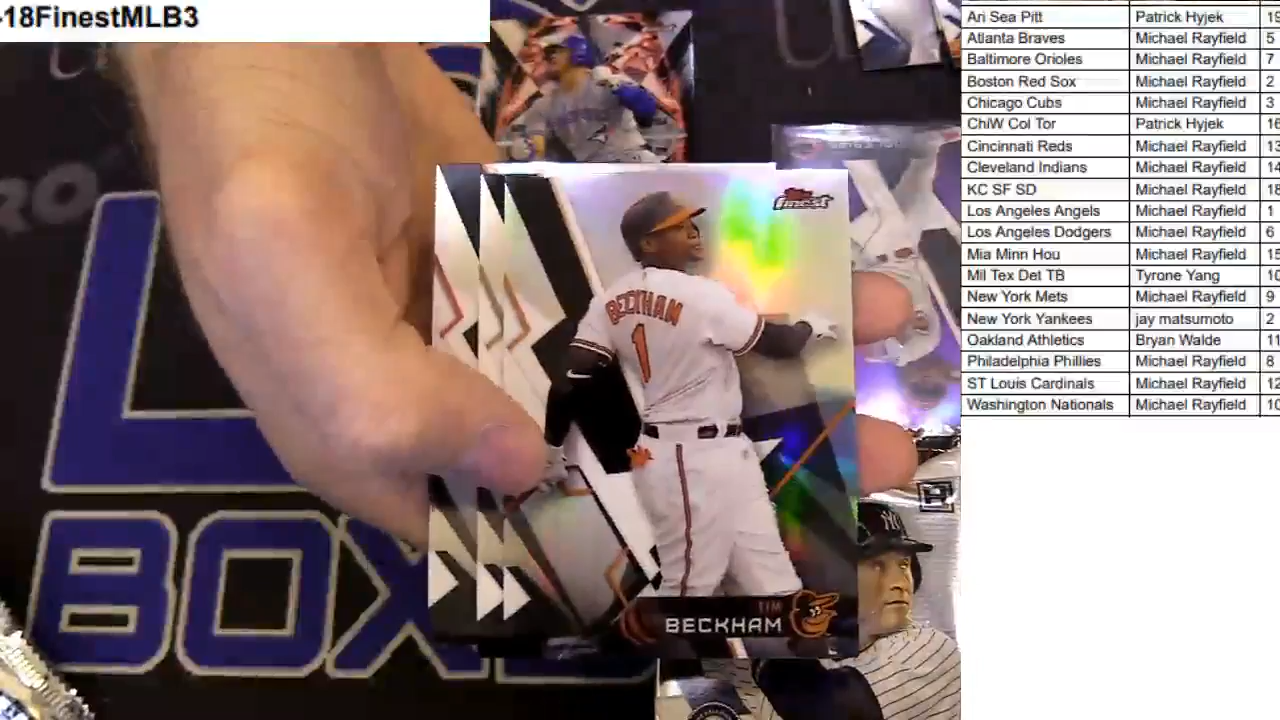 -18FinestMLB3
RO
BOX
Topps
finest
BECKHAM
1
TIM
BECKHAM
NY
Ari Sea Pitt Patrick Hyjek 19
Atlanta Braves Michael Rayfield 5
Baltimore Orioles Michael Rayfield 7
Boston Red Sox Michael Rayfield 2
Chicago Cubs Michael Rayfield 3
ChiW Col Tor Patrick Hyjek 16
Cincinnati Reds Michael Rayfield 13
Cleveland Indians Michael Rayfield 14
KC SF SD Michael Rayfield 18
Los Angeles Angels Michael Rayfield 1
Los Angeles Dodgers Michael Rayfield 6
Mia Minn Hou Michael Rayfield 15
Mil Tex Det TB Tyrone Yang 10
New York Mets Michael Rayfield 9
New York Yankees jay matsumoto 2
Oakland Athletics Bryan Walde 11
Philadelphia Phillies Michael Rayfield 8
ST Louis Cardinals Michael Rayfield 12
Washington Nationals Michael Rayfield 10